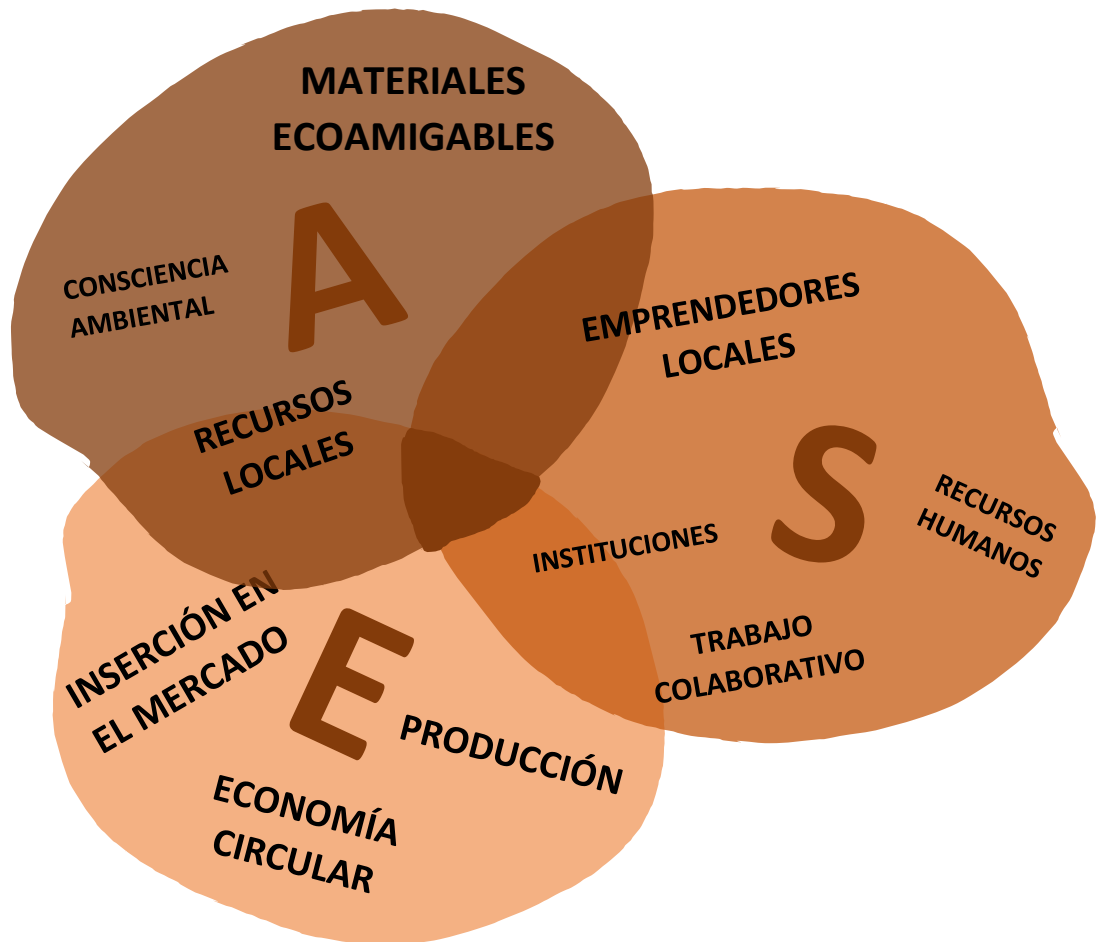 MATERIALES
ECOAMIGABLES
A
CONSCIENCIA
AMBIENTAL
RECURSOS
LOCALES
EMPRENDEDORES
LOCALES
S
RECURSOS
HUMANOS
INSTITUCIONES
TRABAJO
COLABORATIVO
INSERCIÓN EN
EL MERCADO
E
PRODUCCIÓN
ECONOMÍA
CIRCULAR